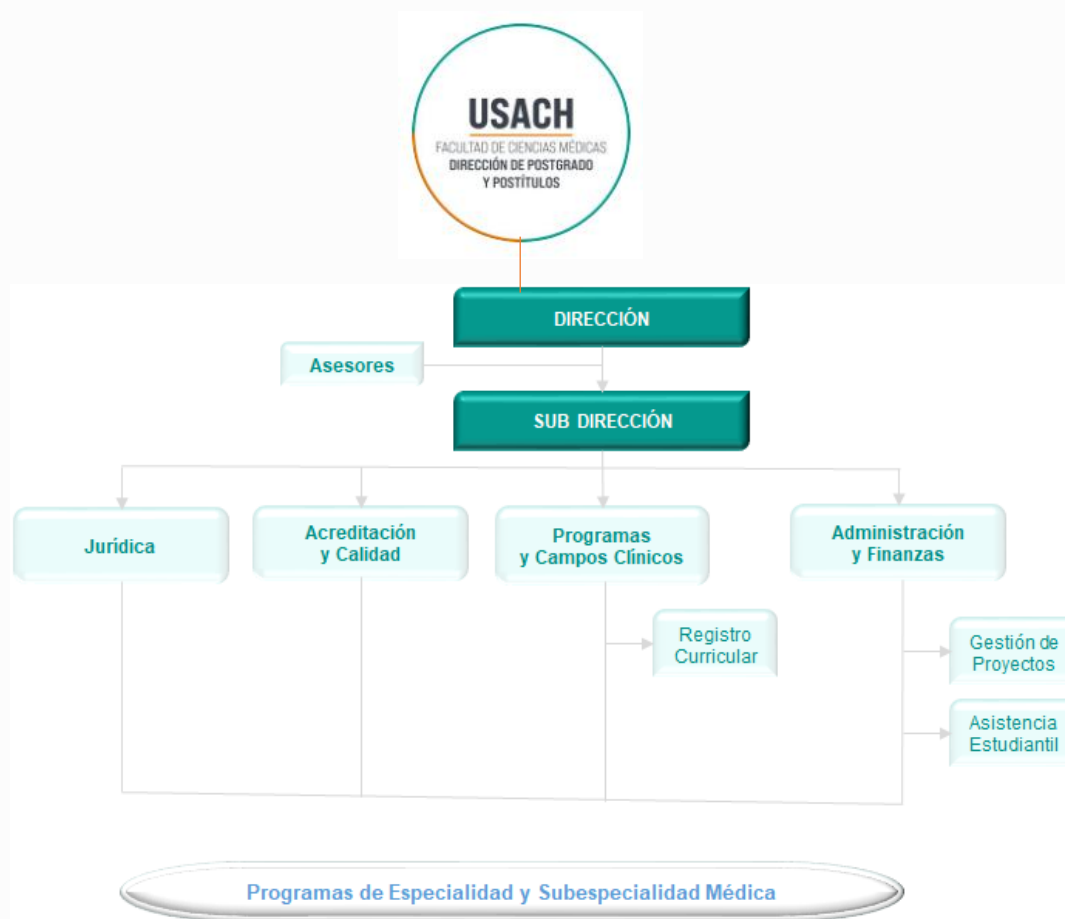 USACH
FACULTAD DE CIENCIAS MÉDICAS
DIRECCIÓN DE POSTGRADO
Y POSTÍTULOS
DIRECCIÓN
Asesores
SUB DIRECCIÓN
Jurídica
Acreditación
y Calidad
Programas
y Campos Clínicos
Administración
y Finanzas
Registro
Curricular
Gestión de
Proyectos
Asistencia
Estudiantil
Programas de Especialidad y Subespecialidad Médica